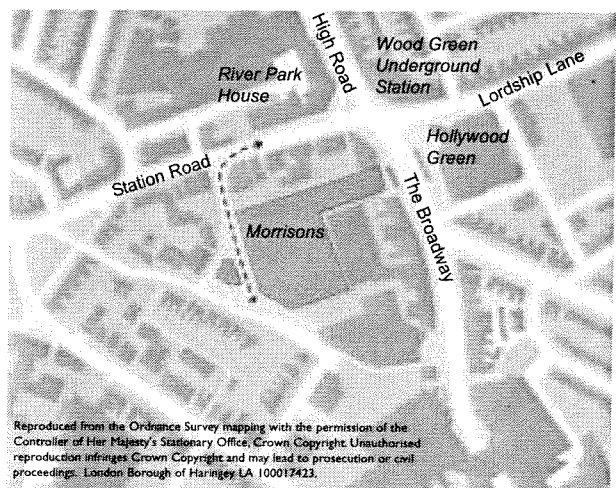 High Road
Wood Green
Underground
Station
River Park
House
Lordship Lane
Hollywood
Green
Station Road
The Broadway
Morrisons
Reproduced from the Ordnance Survey mapping with the permission of the
Controller of Her Majesty's Stationary Office, Crown Copyright. Unauthorised
reproduction infringes Crown Copyright and may lead to prosecution or civil
proceedings. London Borough of Haringey LA 100017423.